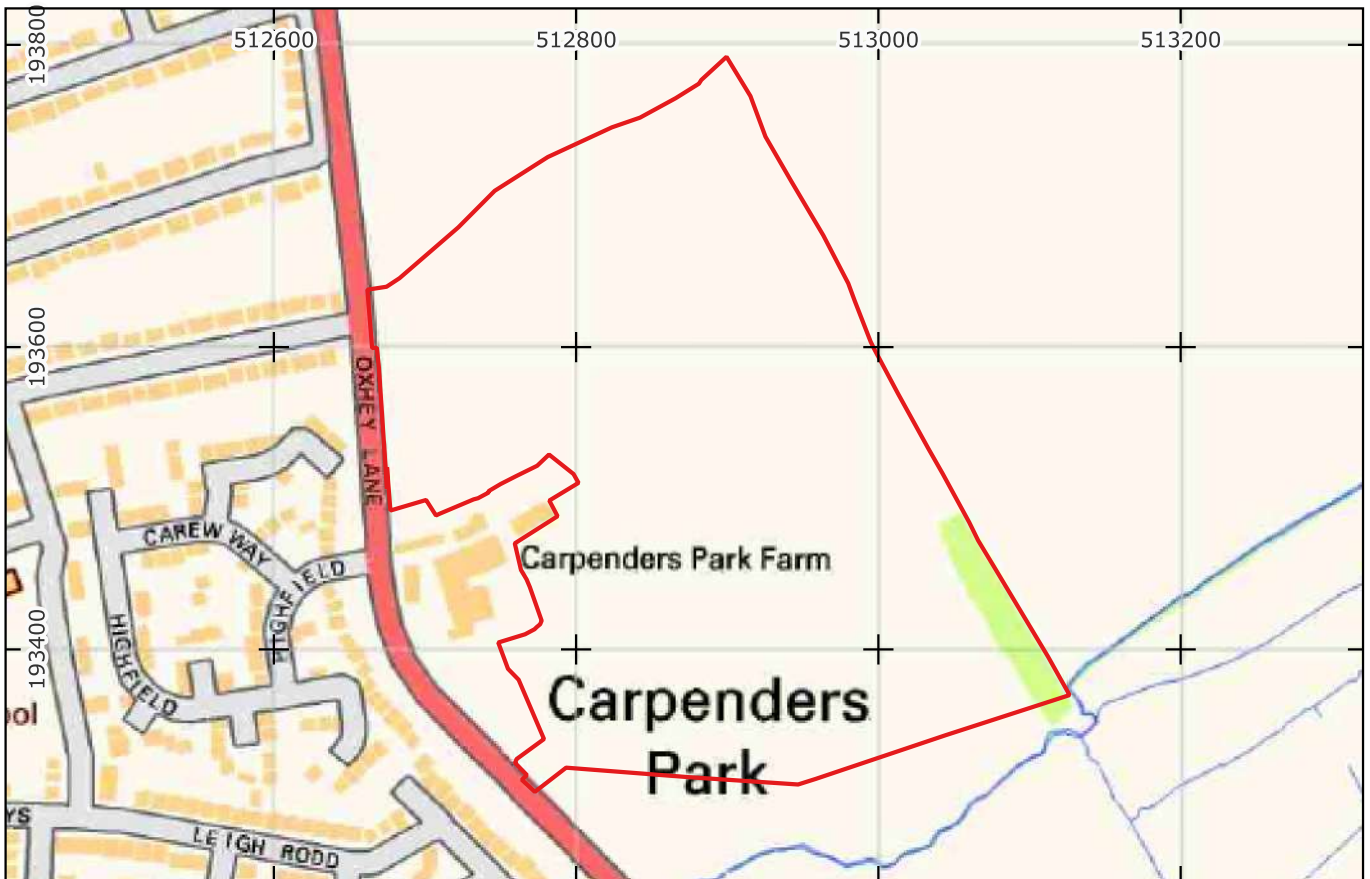 512600
512800
513000
513200
193800
193600
193400
OXHEY LANE
CAREW WAY
HIGHFIELD
HIGHFIELD
Carpenders Park Farm
Carpenders
Park
ool
YS
LEIGH RODD